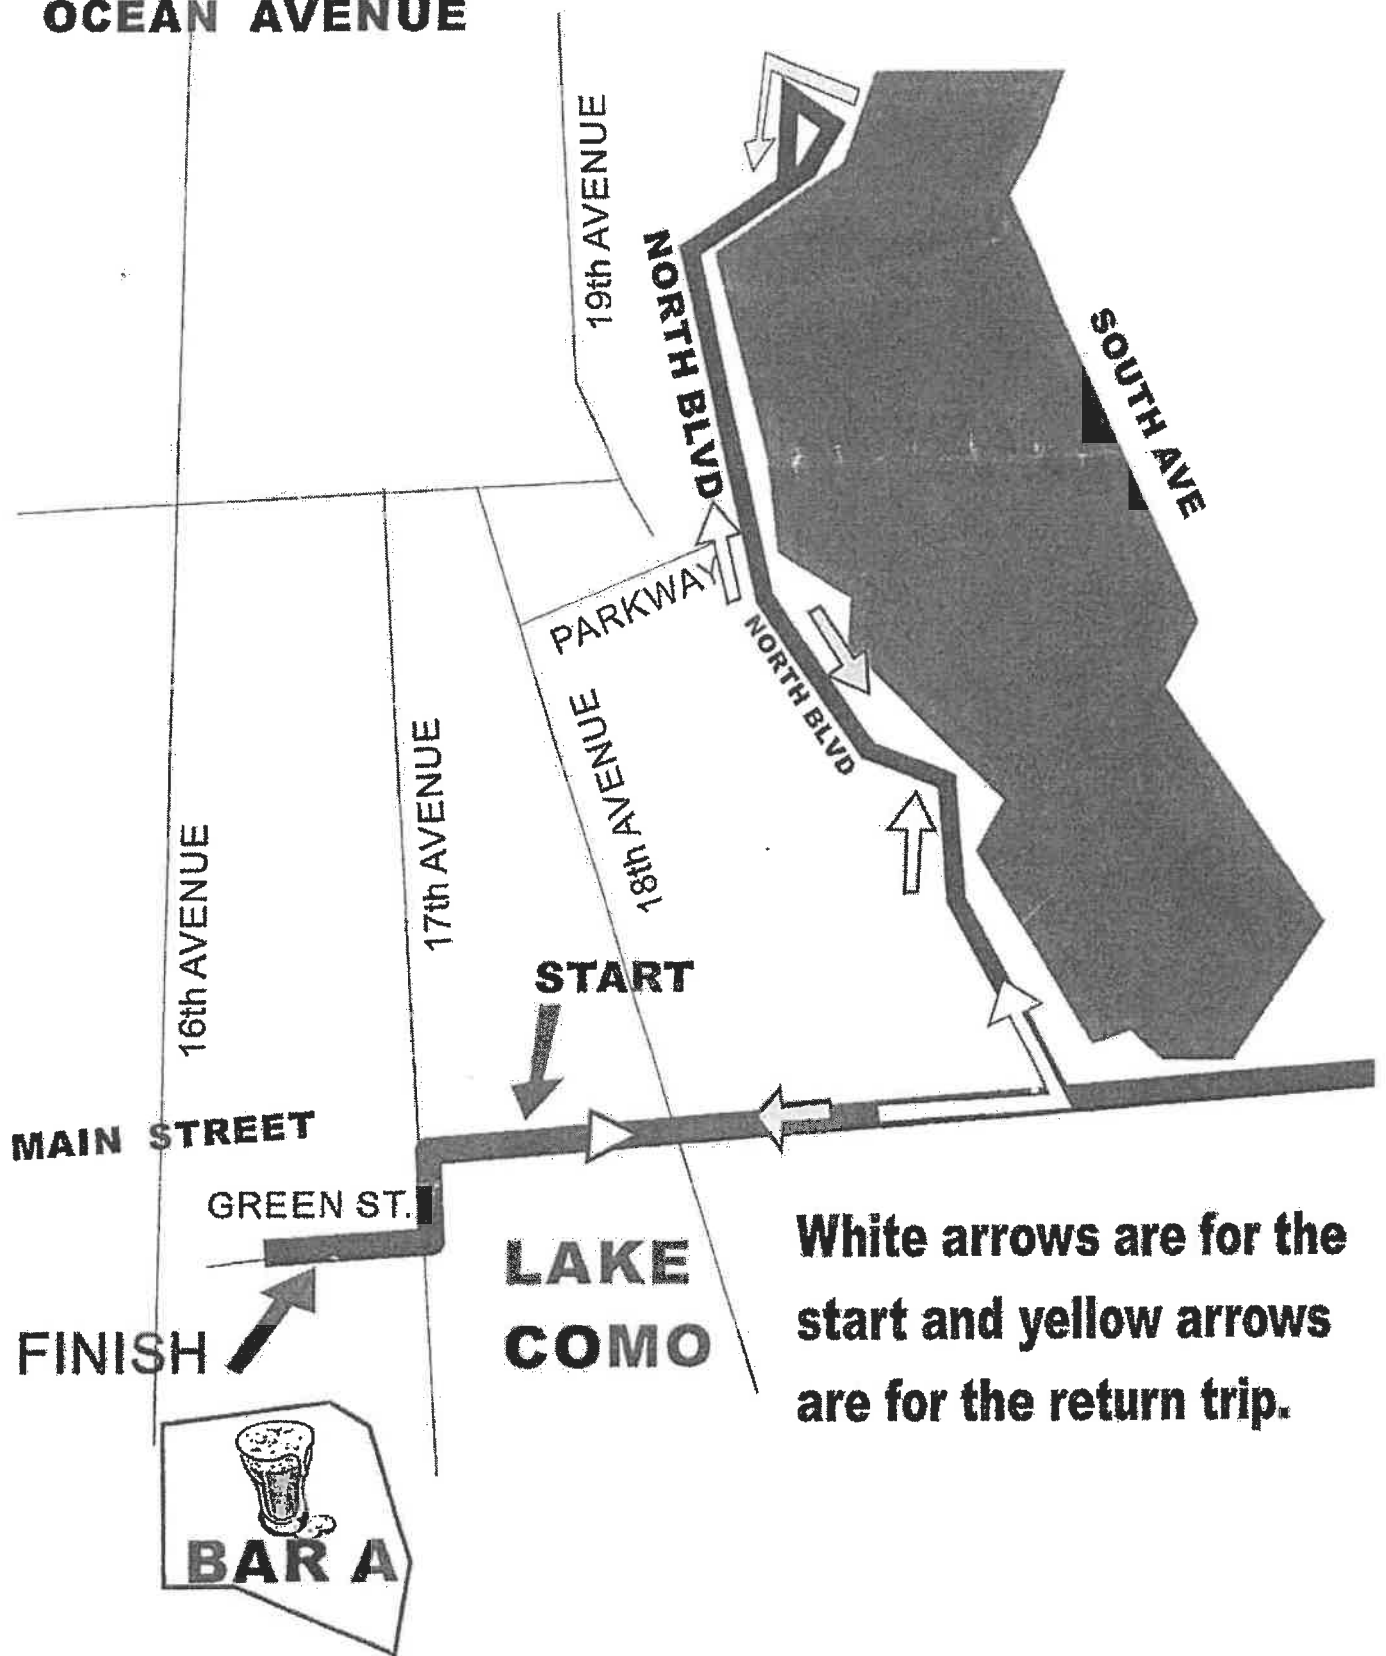 OCEAN AVENUE
19th AVENUE
NORTH BLVD
SOUTH AVE
PARKWAY
NORTH BLVD
18th AVENUE
17th AVENUE
16th AVENUE
START
MAIN STREET
GREEN ST.
LAKE
COMO
FINISH
White arrows are for the
start and yellow arrows
are for the return trip.
BAR A